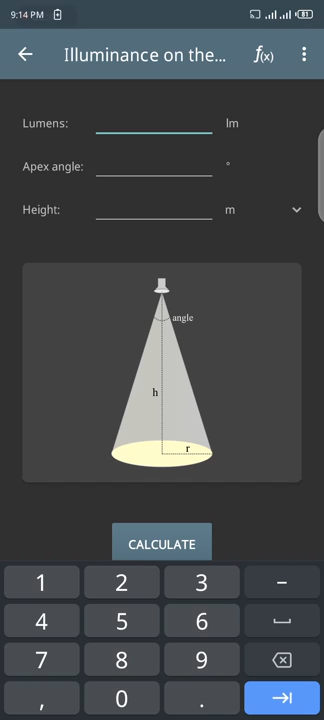 9:14 PM 81
Illuminance on the... f(x)
Lumens: lm
Apex angle: °
Height: m
angle
h
r
CALCULATE
1 2 3 −
4 5 6
7 8 9
, 0 .